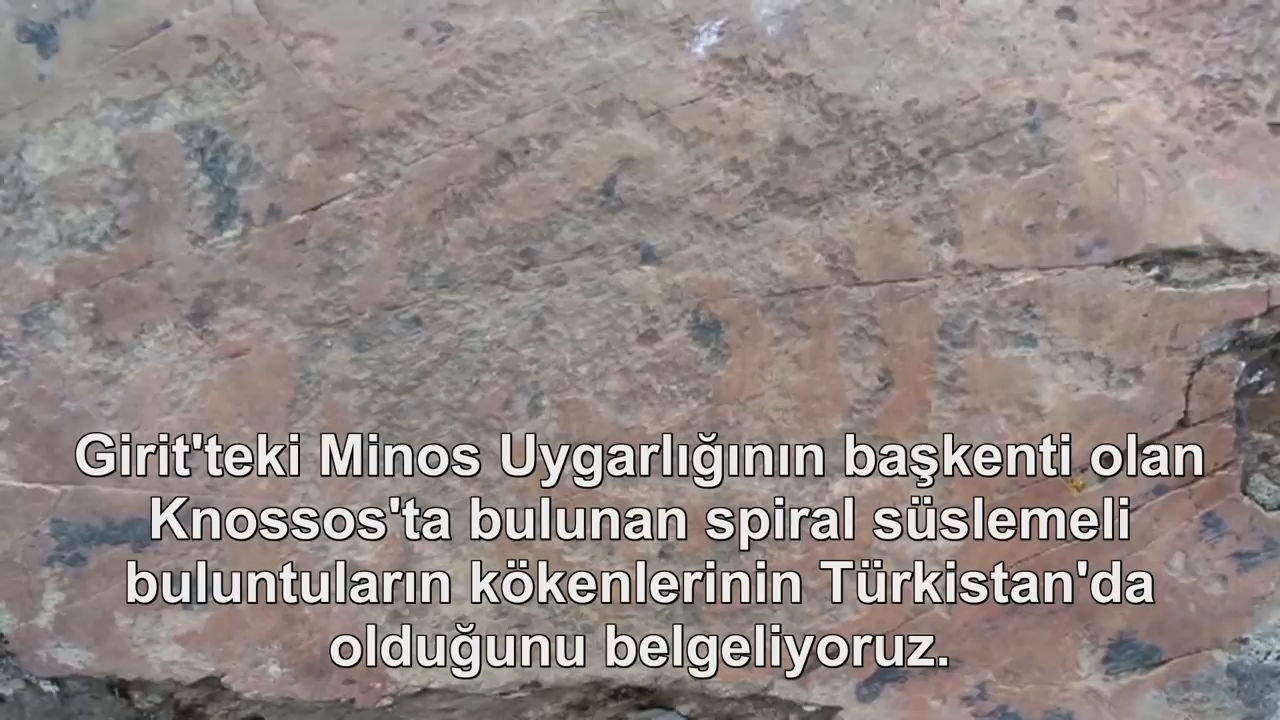 Girit'teki Minos Uygarlığının başkenti olan
Knossos'ta bulunan spiral süslemeli
buluntuların kökenlerinin Türkistan'da
olduğunu belgeliyoruz.